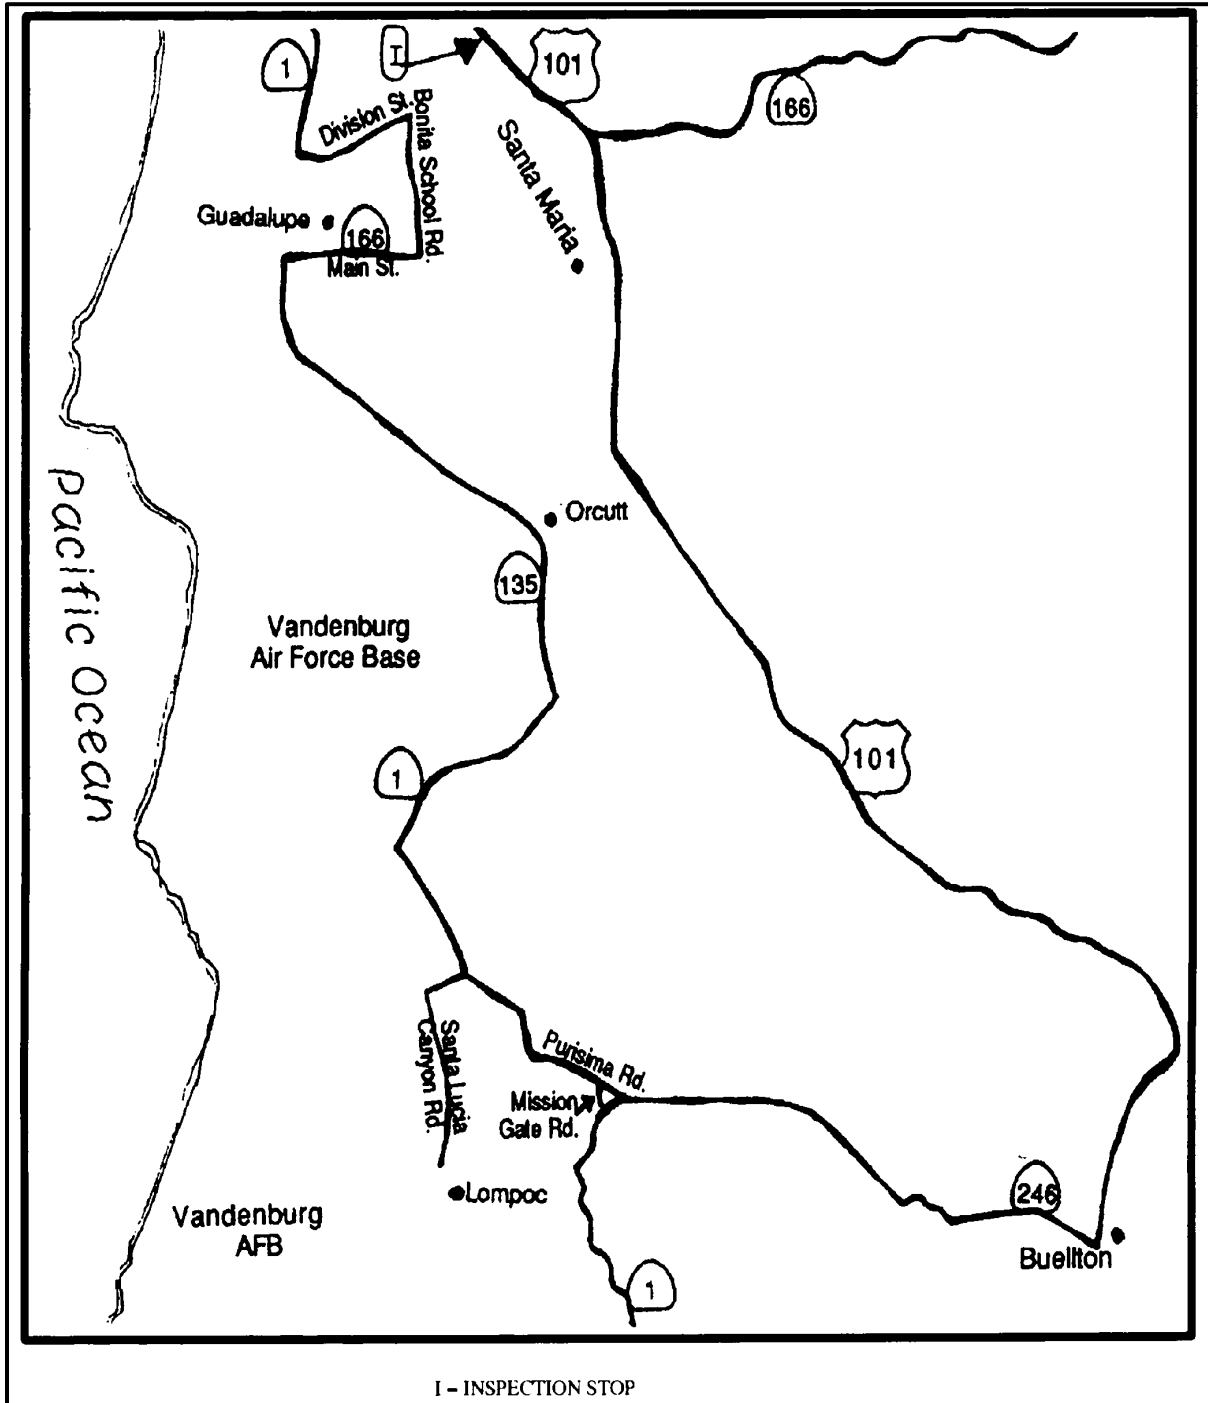 1
I
101
166
Division St.
Bonita School Rd.
Santa Maria
Guadalupe
166
Main St.
Pacific Ocean
Orcutt
135
Vandenburg
Air Force Base
1
101
Santa Lucia
Canyon Rd.
Purisima Rd.
Mission
Gate Rd.
Lompoc
246
Vandenburg
AFB
Buellton
1
I – INSPECTION STOP